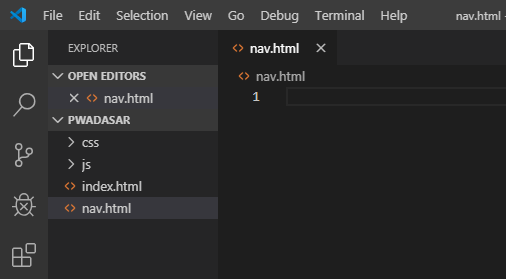 File Edit Selection View Go Debug Terminal Help nav.html -
EXPLORER
OPEN EDITORS
nav.html
PWADASAR
css
js
index.html
nav.html
nav.html
nav.html
1